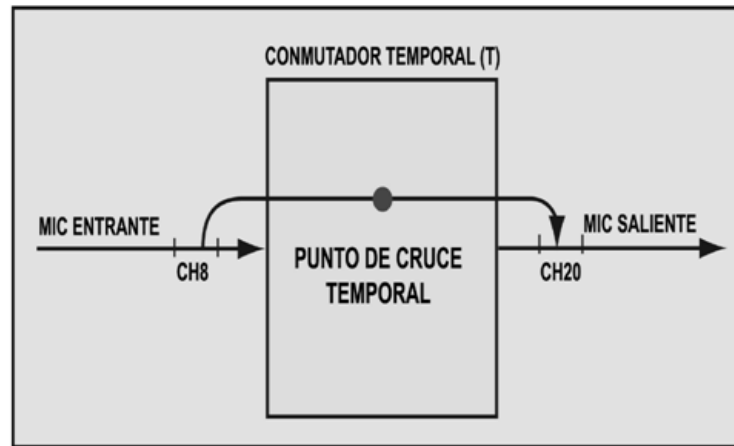 CONMUTADOR TEMPORAL (T)
MIC ENTRANTE
MIC SALIENTE
CH8
PUNTO DE CRUCE
TEMPORAL
CH20